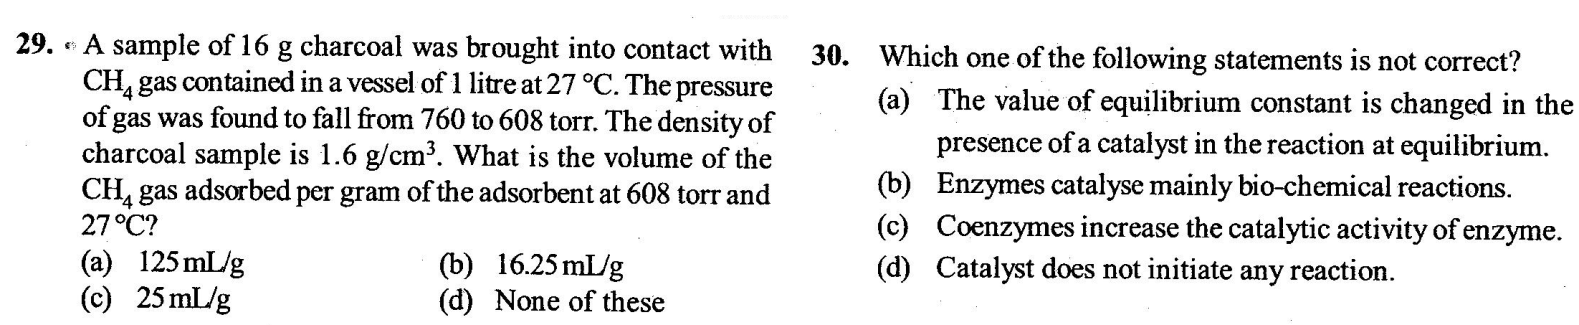 29. A sample of 16 g charcoal was brought into contact with
CH₄ gas contained in a vessel of 1 litre at 27 °C. The pressure
of gas was found to fall from 760 to 608 torr. The density of
charcoal sample is 1.6 g/cm³. What is the volume of the
CH₄ gas adsorbed per gram of the adsorbent at 608 torr and
27 °C?
(a) 125 mL/g (b) 16.25 mL/g
(c) 25 mL/g (d) None of these
30. Which one of the following statements is not correct?
(a) The value of equilibrium constant is changed in the
presence of a catalyst in the reaction at equilibrium.
(b) Enzymes catalyse mainly bio-chemical reactions.
(c) Coenzymes increase the catalytic activity of enzyme.
(d) Catalyst does not initiate any reaction.